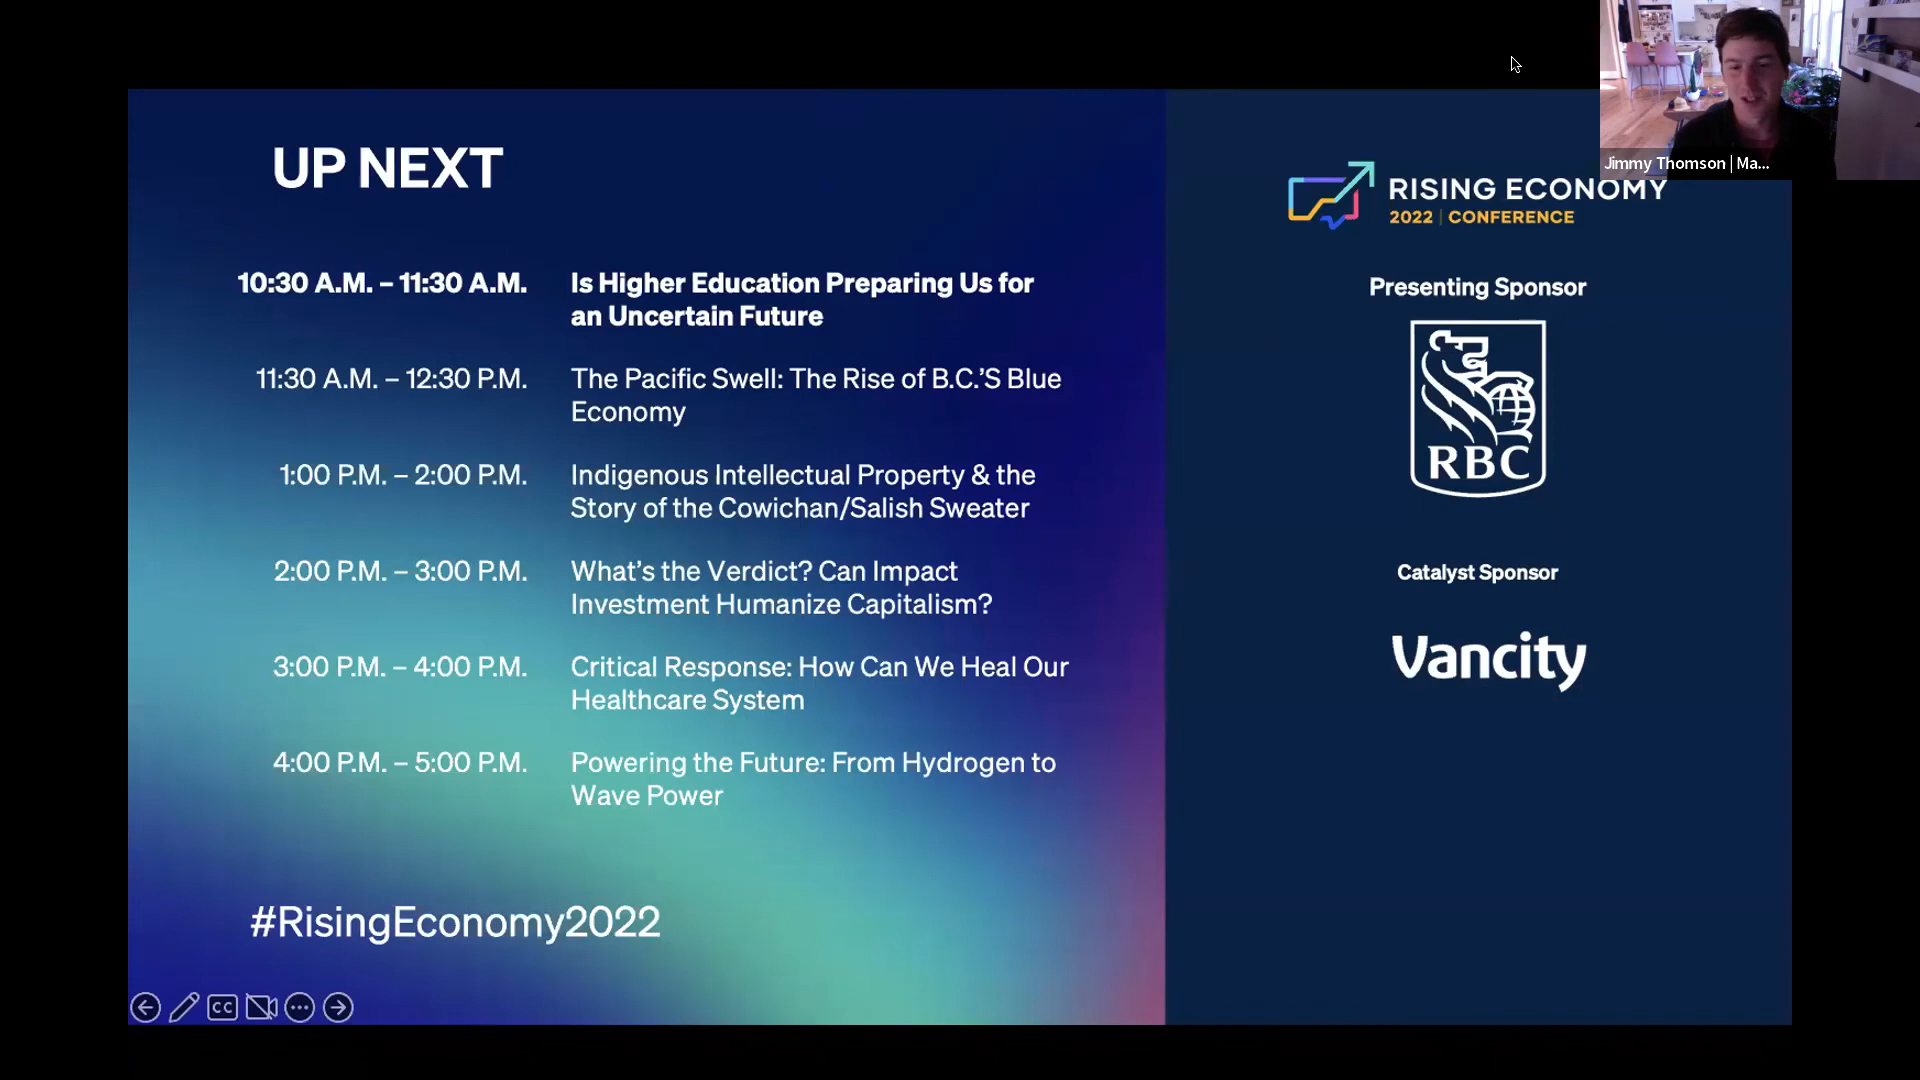 Jimmy Thomson | Ma...
UP NEXT
10:30 A.M. – 11:30 A.M. Is Higher Education Preparing Us for
an Uncertain Future
11:30 A.M. – 12:30 P.M. The Pacific Swell: The Rise of B.C.'S Blue
Economy
1:00 P.M. – 2:00 P.M. Indigenous Intellectual Property & the
Story of the Cowichan/Salish Sweater
2:00 P.M. – 3:00 P.M. What's the Verdict? Can Impact
Investment Humanize Capitalism?
3:00 P.M. – 4:00 P.M. Critical Response: How Can We Heal Our
Healthcare System
4:00 P.M. – 5:00 P.M. Powering the Future: From Hydrogen to
Wave Power
#RisingEconomy2022
CC
RISING ECONOMY
2022 | CONFERENCE
Presenting Sponsor
RBC
Catalyst Sponsor
Vancity